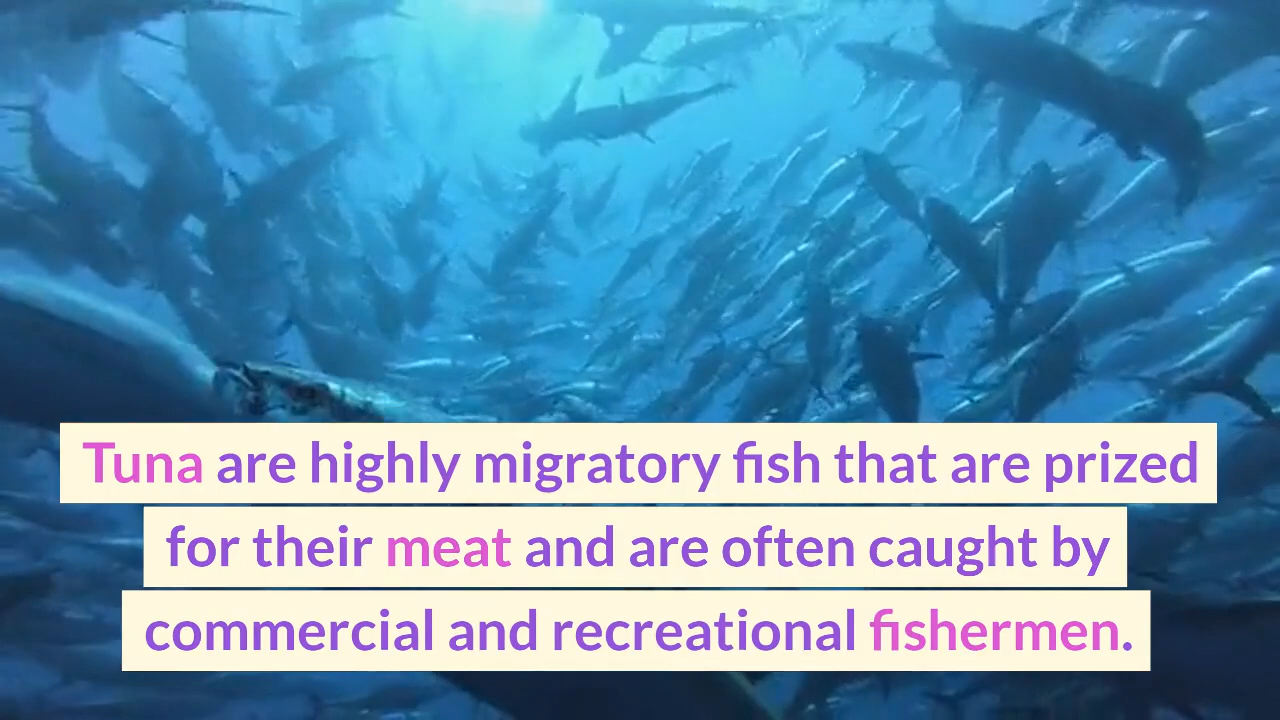 Tuna are highly migratory fish that are prized
for their meat and are often caught by
commercial and recreational fishermen.